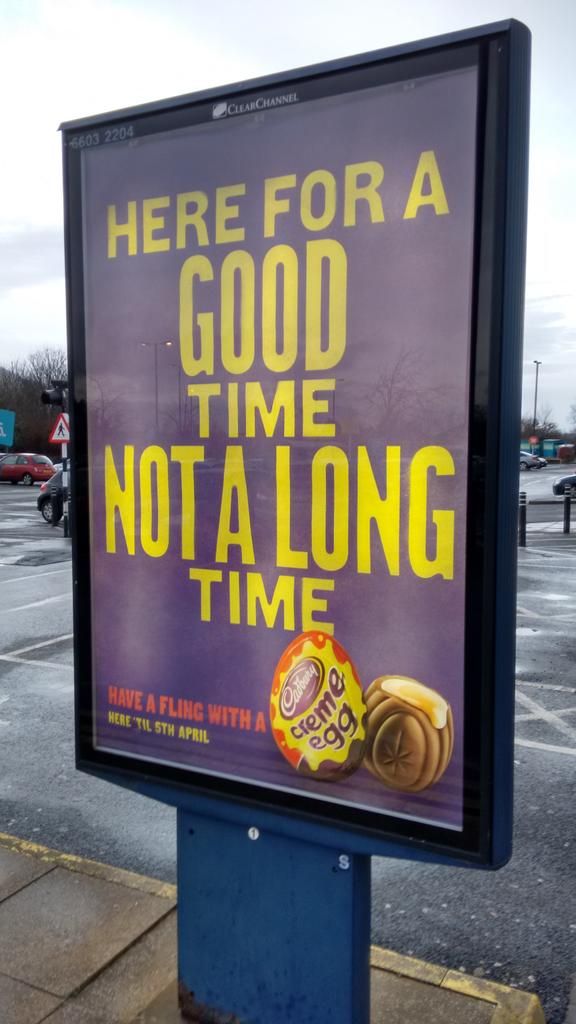 CLEARCHANNEL
6603 2204
HERE FOR A
GOOD
TIME
NOT A LONG
TIME
HAVE A FLING WITH A
HERE 'TIL 5TH APRIL
Cadbury
creme
egg
S